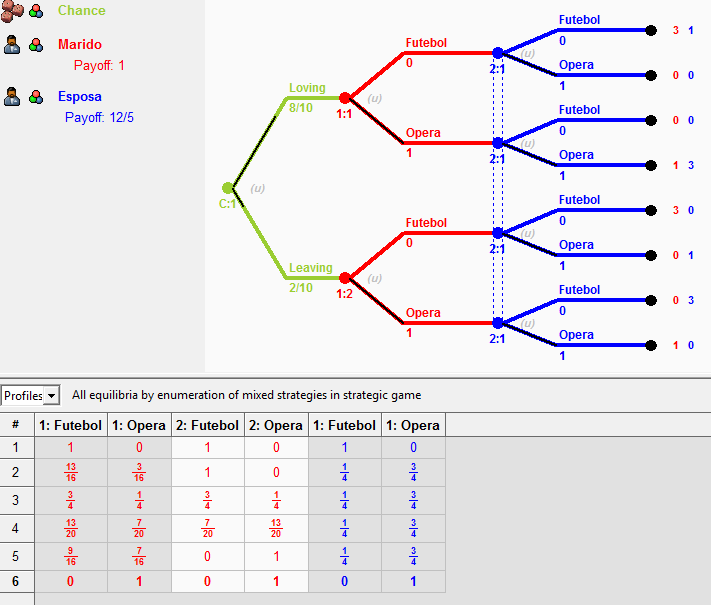 Chance
Marido
Payoff: 1
Esposa
Payoff: 12/5
C:1
(u)
Loving
8/10
Leaving
2/10
1:1
(u)
1:2
(u)
Futebol
0
Opera
1
Futebol
0
Opera
1
2:1
(u)
2:1
(u)
2:1
(u)
2:1
(u)
Futebol
0
3 1
Opera
1
0 0
Futebol
0
0 0
Opera
1
1 3
Futebol
0
3 0
Opera
1
0 1
Futebol
0
0 3
Opera
1
1 0
Profiles All equilibria by enumeration of mixed strategies in strategic game
# 1: Futebol 1: Opera 2: Futebol 2: Opera 1: Futebol 1: Opera
1 1 0 1 0 1 0
2 13/16 3/16 1 0 1/4 3/4
3 3/4 1/4 3/4 1/4 1/4 3/4
4 13/20 7/20 7/20 13/20 1/4 3/4
5 9/16 7/16 0 1 1/4 3/4
6 0 1 0 1 0 1